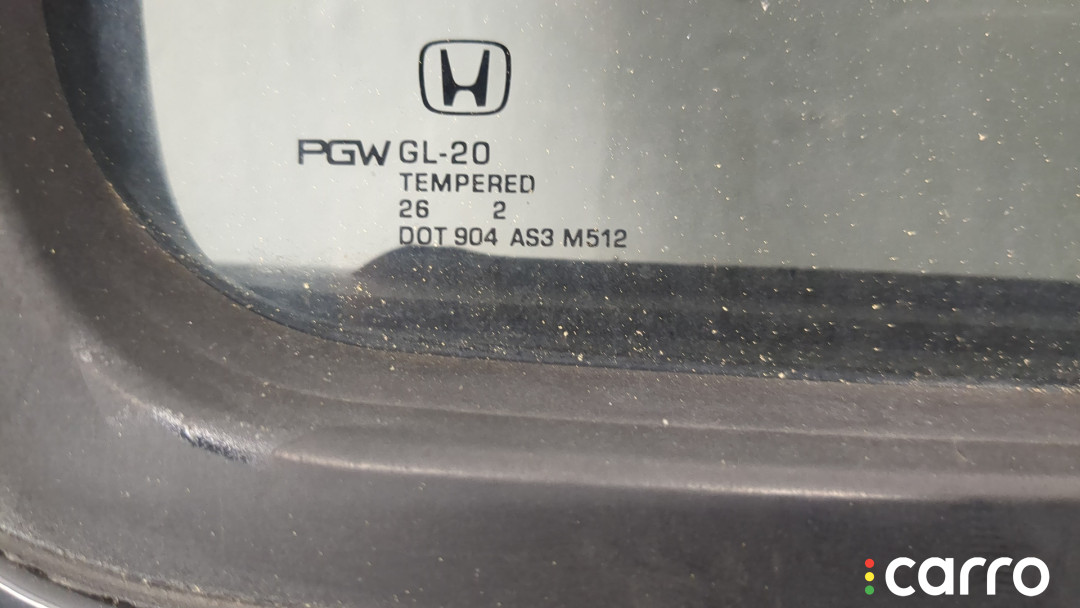 PGW GL-20
TEMPERED
26 2
DOT 904 AS3 M512
carro